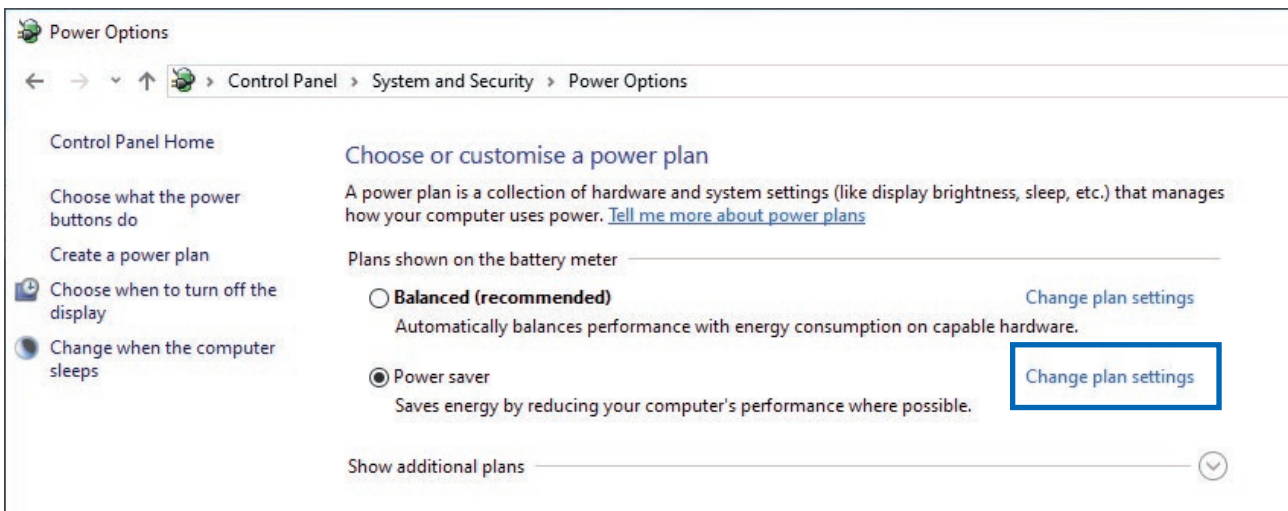 Power Options
Control Panel > System and Security > Power Options
Control Panel Home
Choose what the power
buttons do
Create a power plan
Choose when to turn off the
display
Change when the computer
sleeps
Choose or customise a power plan
A power plan is a collection of hardware and system settings (like display brightness, sleep, etc.) that manages
how your computer uses power. Tell me more about power plans
Plans shown on the battery meter
Balanced (recommended) Change plan settings
Automatically balances performance with energy consumption on capable hardware.
Power saver Change plan settings
Saves energy by reducing your computer's performance where possible.
Show additional plans